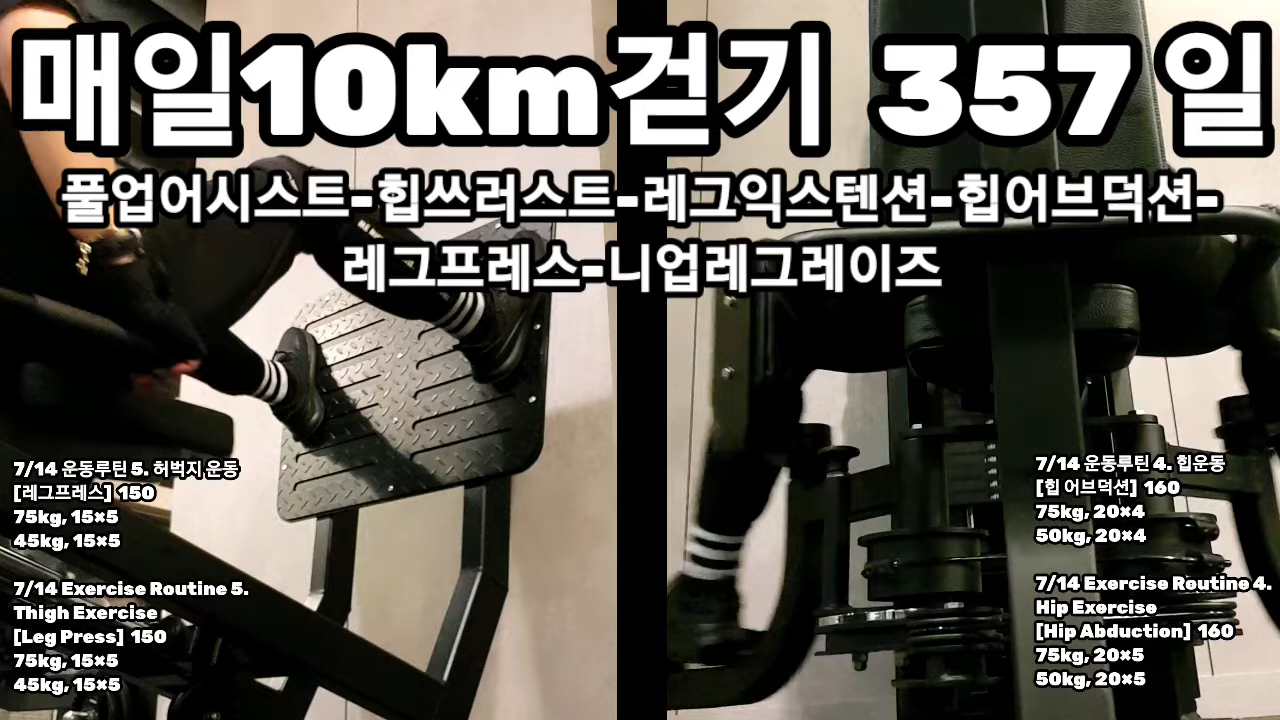 매일10km걷기 357일
풀업어시스트-힙쓰러스트-레그익스텐션-힙어브덕션-
레그프레스-니업레그레이즈
7/14 운동루틴 5. 허벅지 운동
[레그프레스] 150
75kg, 15×5
45kg, 15×5
7/14 Exercise Routine 5.
Thigh Exercise
[Leg Press] 150
75kg, 15×5
45kg, 15×5
7/14 운동루틴 4. 힙운동
[힙 어브덕션] 160
75kg, 20×4
50kg, 20×4
7/14 Exercise Routine 4.
Hip Exercise
[Hip Abduction] 160
75kg, 20×5
50kg, 20×5